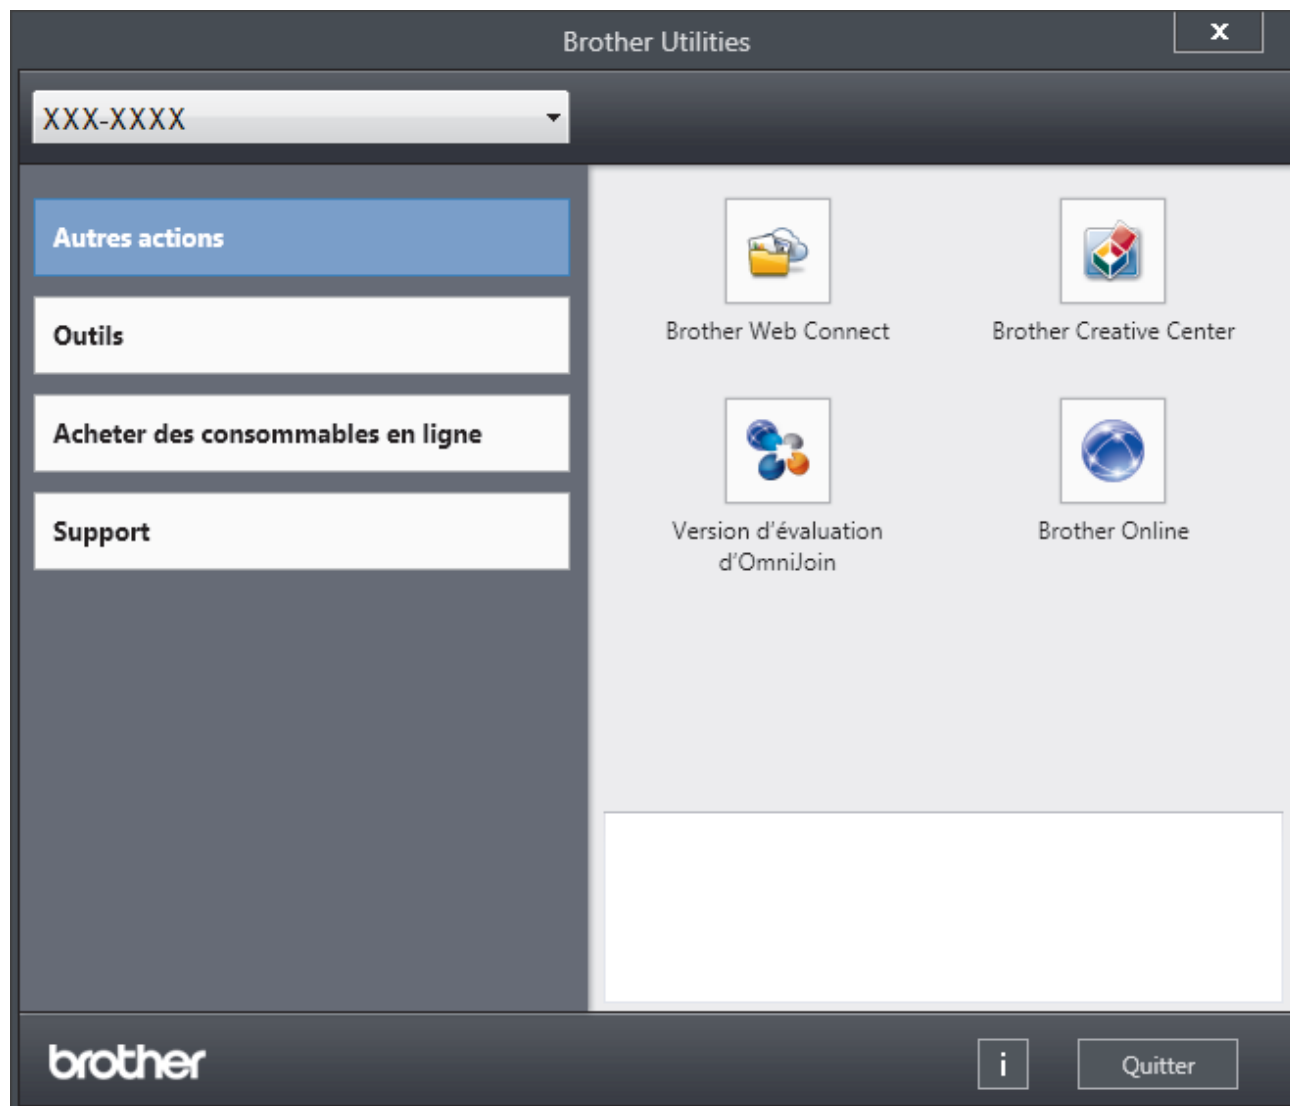 Brother Utilities
x
XXX-XXXX
Autres actions
Outils
Acheter des consommables en ligne
Support
Brother Web Connect
Brother Creative Center
Version d'évaluation
d'OmniJoin
Brother Online
brother
i
Quitter